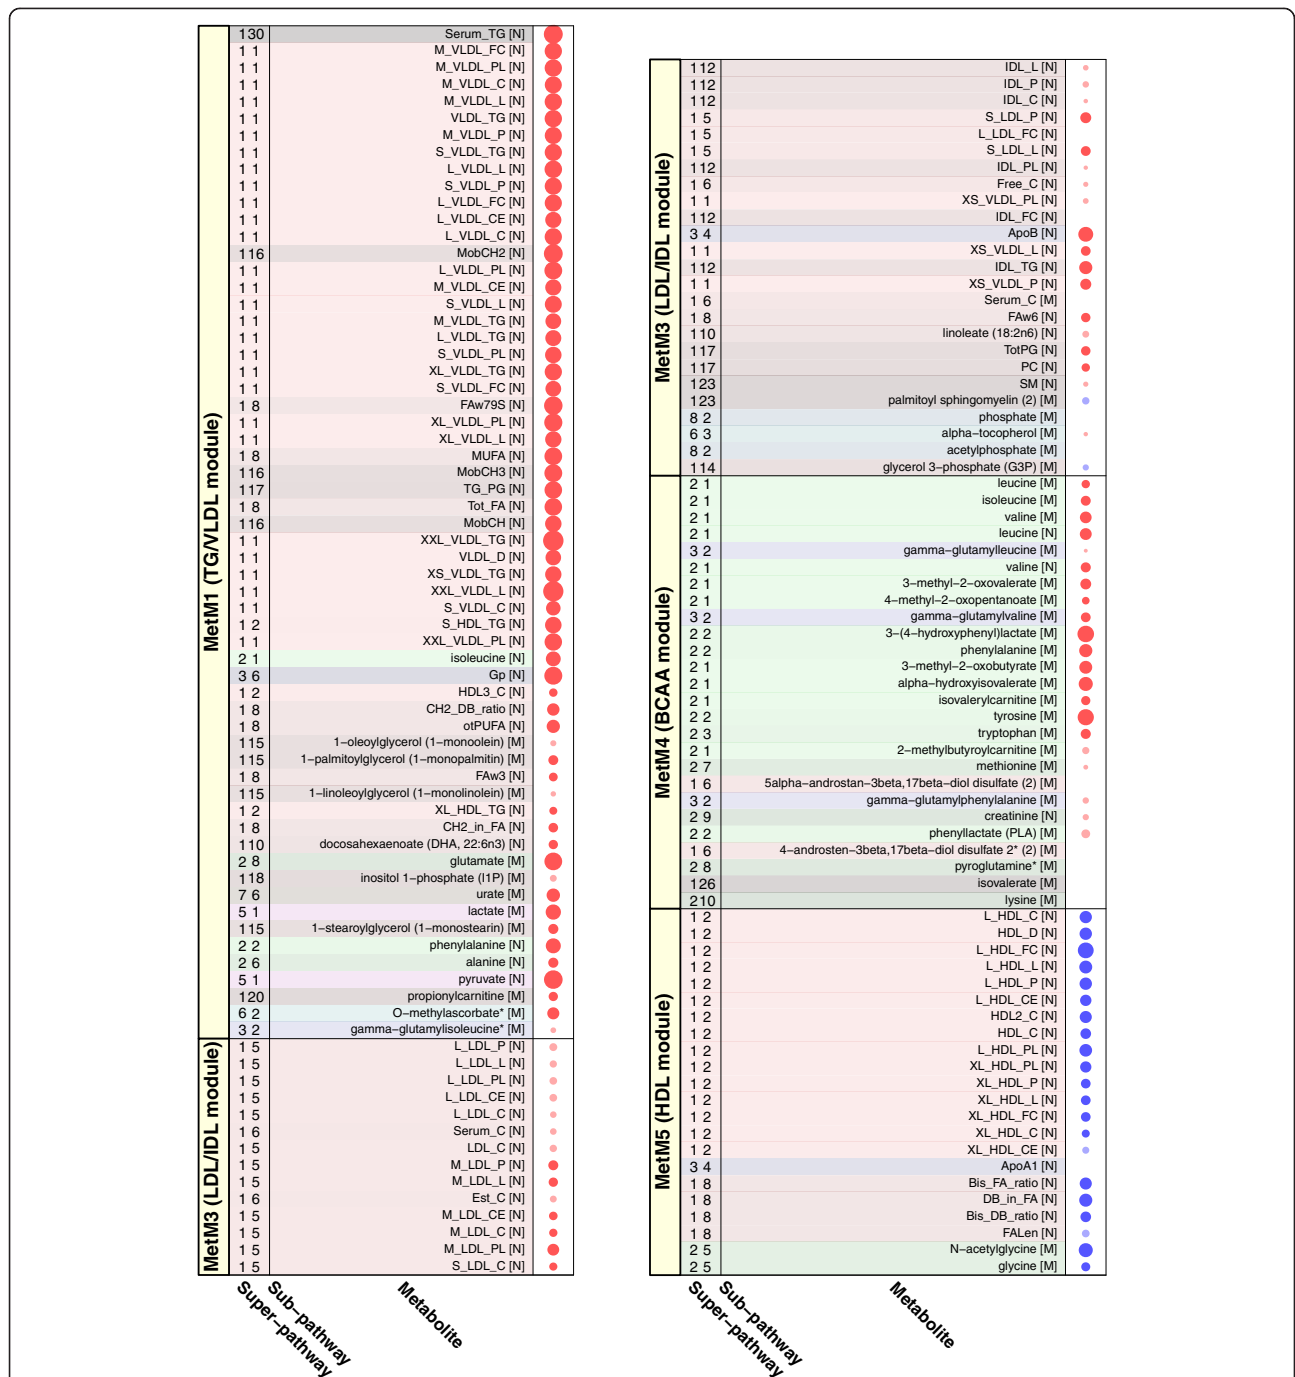 MetM1 (TG/VLDL module)
1 30 Serum_TG [N]
1 1 M_VLDL_FC [N]
1 1 M_VLDL_PL [N]
1 1 M_VLDL_C [N]
1 1 M_VLDL_L [N]
1 1 VLDL_TG [N]
1 1 M_VLDL_P [N]
1 1 S_VLDL_TG [N]
1 1 L_VLDL_L [N]
1 1 S_VLDL_P [N]
1 1 L_VLDL_FC [N]
1 1 L_VLDL_CE [N]
1 1 L_VLDL_C [N]
1 16 MobCH2 [N]
1 1 L_VLDL_PL [N]
1 1 M_VLDL_CE [N]
1 1 S_VLDL_L [N]
1 1 M_VLDL_TG [N]
1 1 L_VLDL_TG [N]
1 1 S_VLDL_PL [N]
1 1 XL_VLDL_TG [N]
1 1 S_VLDL_FC [N]
1 8 FAw79S [N]
1 1 XL_VLDL_PL [N]
1 1 XL_VLDL_L [N]
1 8 MUFA [N]
1 16 MobCH3 [N]
1 17 TG_PG [N]
1 8 Tot_FA [N]
1 16 MobCH [N]
1 1 XXL_VLDL_TG [N]
1 1 VLDL_D [N]
1 1 XS_VLDL_TG [N]
1 1 XXL_VLDL_L [N]
1 1 S_VLDL_C [N]
1 2 S_HDL_TG [N]
1 1 XXL_VLDL_PL [N]
2 1 isoleucine [N]
3 6 Gp [N]
1 2 HDL3_C [N]
1 8 CH2_DB_ratio [N]
1 8 otPUFA [N]
1 15 1−oleoylglycerol (1−monoolein) [M]
1 15 1−palmitoylglycerol (1−monopalmitin) [M]
1 8 FAw3 [N]
1 15 1−linoleoylglycerol (1−monolinolein) [M]
1 2 XL_HDL_TG [N]
1 8 CH2_in_FA [N]
1 10 docosahexaenoate (DHA, 22:6n3) [M]
2 8 glutamate [M]
1 18 inositol 1−phosphate (I1P) [M]
7 6 urate [M]
5 1 lactate [M]
1 15 1−stearoylglycerol (1−monostearin) [M]
2 2 phenylalanine [N]
2 6 alanine [N]
5 1 pyruvate [N]
1 20 propionylcarnitine [M]
6 2 O−methylascorbate* [M]
3 2 gamma−glutamylisoleucine* [M]
MetM3 (LDL/IDL module)
1 5 L_LDL_P [N]
1 5 L_LDL_L [N]
1 5 L_LDL_PL [N]
1 5 L_LDL_CE [N]
1 5 L_LDL_C [N]
1 6 Serum_C [N]
1 5 LDL_C [N]
1 5 M_LDL_P [N]
1 5 M_LDL_L [N]
1 6 Est_C [N]
1 5 M_LDL_CE [N]
1 5 M_LDL_C [N]
1 5 M_LDL_PL [N]
1 5 S_LDL_C [N]
Super−pathway
Sub−pathway
Metabolite
MetM3 (LDL/IDL module)
1 12 IDL_L [N]
1 12 IDL_P [N]
1 12 IDL_C [N]
1 5 S_LDL_P [N]
1 5 L_LDL_FC [N]
1 5 S_LDL_L [N]
1 12 IDL_PL [N]
1 6 Free_C [N]
1 1 XS_VLDL_PL [N]
1 12 IDL_FC [N]
3 4 ApoB [N]
1 1 XS_VLDL_L [N]
1 12 IDL_TG [N]
1 1 XS_VLDL_P [N]
1 6 Serum_C [M]
1 8 FAw6 [N]
1 10 linoleate (18:2n6) [M]
1 17 TotPG [N]
1 17 PC [N]
1 23 SM [N]
1 23 palmitoyl sphingomyelin (2) [M]
8 2 phosphate [M]
6 3 alpha−tocopherol [M]
8 2 acetylphosphate [M]
1 14 glycerol 3−phosphate (G3P) [M]
MetM4 (BCAA module)
2 1 leucine [M]
2 1 isoleucine [M]
2 1 valine [M]
2 1 leucine [N]
3 2 gamma−glutamylleucine [M]
2 1 valine [N]
2 1 3−methyl−2−oxovalerate [M]
2 1 4−methyl−2−oxopentanoate [M]
3 2 gamma−glutamylvaline [M]
2 2 3−(4−hydroxyphenyl)lactate [M]
2 2 phenylalanine [M]
2 1 3−methyl−2−oxobutyrate [M]
2 1 alpha−hydroxyisovalerate [M]
2 1 isovalerylcarnitine [M]
2 2 tyrosine [M]
2 3 tryptophan [M]
2 1 2−methylbutyroylcarnitine [M]
2 7 methionine [M]
1 6 5alpha−androstan−3beta,17beta−diol disulfate (2) [M]
3 2 gamma−glutamylphenylalanine [M]
2 9 creatinine [N]
2 2 phenyllactate (PLA) [M]
1 6 4−androsten−3beta,17beta−diol disulfate 2* (2) [M]
2 8 pyroglutamine* [M]
1 26 isovalerate [M]
2 10 lysine [M]
MetM5 (HDL module)
1 2 L_HDL_C [N]
1 2 HDL_D [N]
1 2 L_HDL_FC [N]
1 2 L_HDL_L [N]
1 2 L_HDL_P [N]
1 2 L_HDL_CE [N]
1 2 HDL2_C [N]
1 2 HDL_C [N]
1 2 L_HDL_PL [N]
1 2 XL_HDL_PL [N]
1 2 XL_HDL_P [N]
1 2 XL_HDL_L [N]
1 2 XL_HDL_FC [N]
1 2 XL_HDL_C [N]
1 2 XL_HDL_CE [N]
3 4 ApoA1 [N]
1 8 Bis_FA_ratio [N]
1 8 DB_in_FA [N]
1 8 Bis_DB_ratio [N]
1 8 FALen [N]
2 5 N−acetylglycine [M]
2 5 glycine [M]
Super−pathway
Sub−pathway
Metabolite